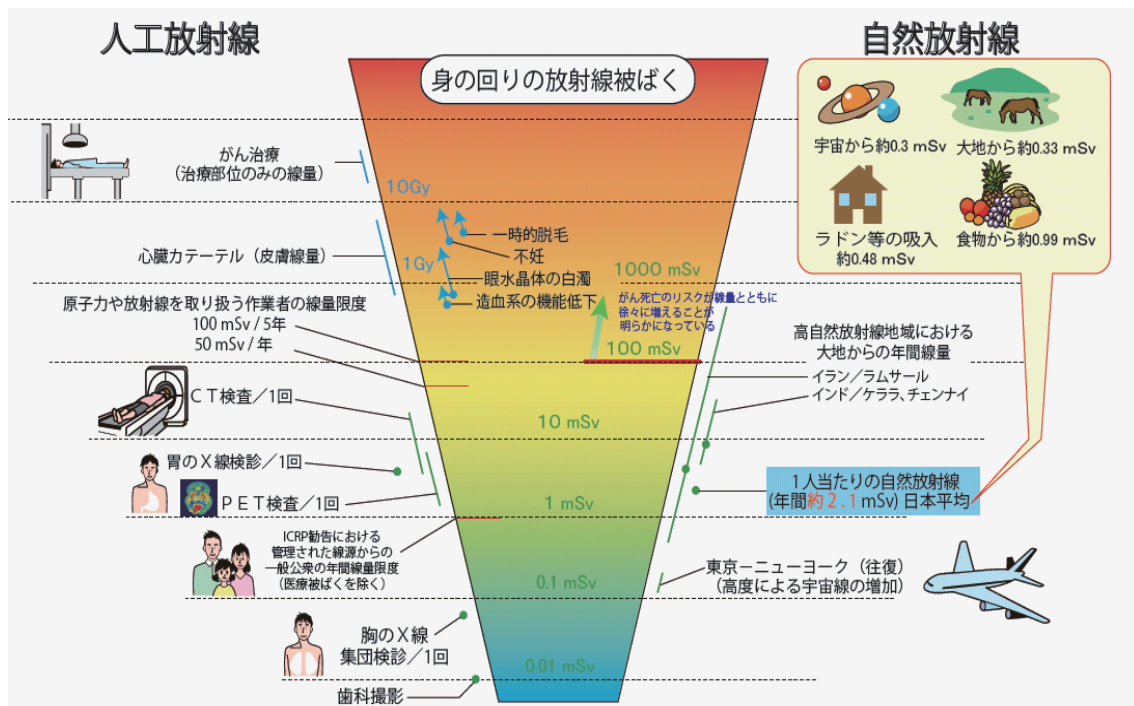 人工放射線
身の回りの放射線被ばく
自然放射線
宇宙から約0.3 mSv
大地から約0.33 mSv
ラドン等の吸入
約0.48 mSv
食物から約0.99 mSv
がん治療
(治療部位のみの線量)
10Gy
心臓カテーテル(皮膚線量)
1Gy
一時的脱毛
不妊
眼水晶体の白濁
造血系の機能低下
1000 mSv
がん死亡のリスクが線量とともに
徐々に増えることが
明らかになっている
原子力や放射線を取り扱う作業者の線量限度
100 mSv / 5年
50 mSv / 年
100 mSv
高自然放射線地域における
大地からの年間線量
イラン/ラムサール
インド/ケララ、チェンナイ
CT検査/1回
10 mSv
胃のX線検診/1回
PET検査/1回
1 mSv
1人当たりの自然放射線
(年間約2.1mSv) 日本平均
ICRP勧告における
管理された線源からの
一般公衆の年間線量限度
(医療被ばくを除く)
0.1 mSv
東京-ニューヨーク(往復)
(高度による宇宙線の増加)
胸のX線
集団検診/1回
0.01 mSv
歯科撮影